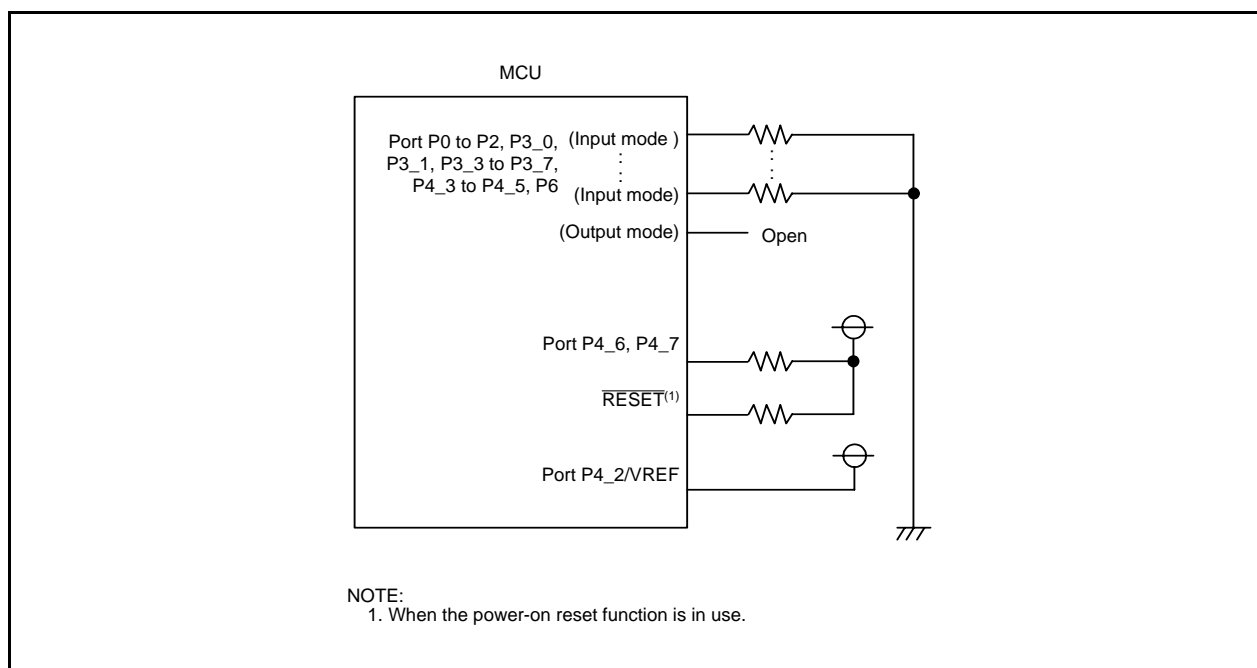 MCU
Port P0 to P2, P3_0,
P3_1, P3_3 to P3_7,
P4_3 to P4_5, P6
(Input mode )
(Input mode)
(Output mode)
Open
Port P4_6, P4_7
RESET(1)
Port P4_2/VREF
NOTE:
1. When the power-on reset function is in use.